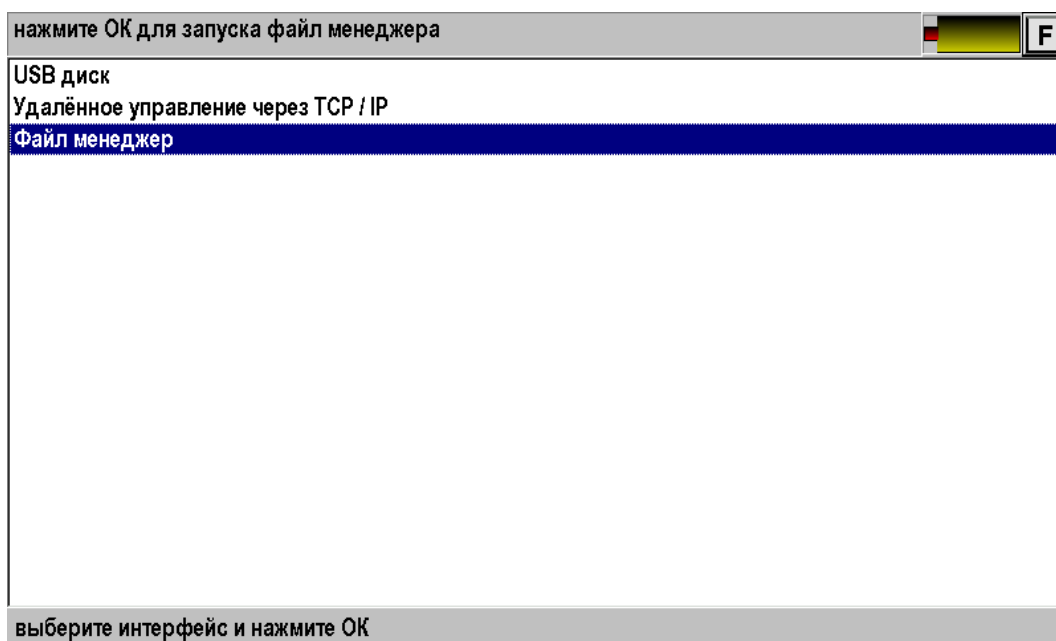 нажмите ОК для запуска файл менеджера
F
USB диск
Удалённое управление через TCP / IP
Файл менеджер
выберите интерфейс и нажмите ОК